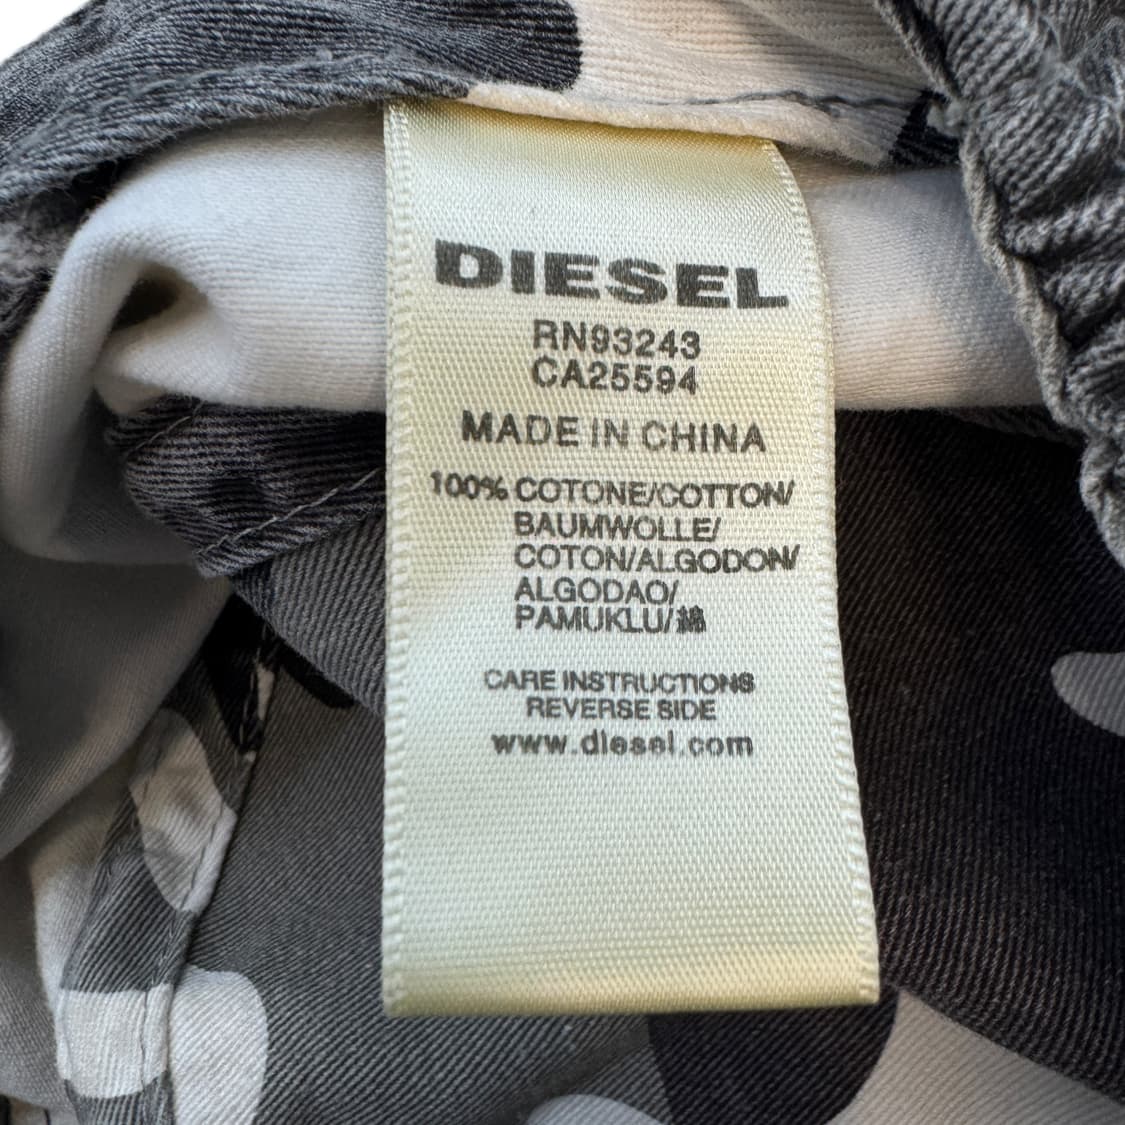 DIESEL
RN93243
CA25594
MADE IN CHINA
100% COTONE/COTTON/
BAUMWOLLE/
COTON/ALGODON/
ALGODAO/
PAMUKLU/綿
CARE INSTRUCTIONS
REVERSE SIDE
www.diesel.com